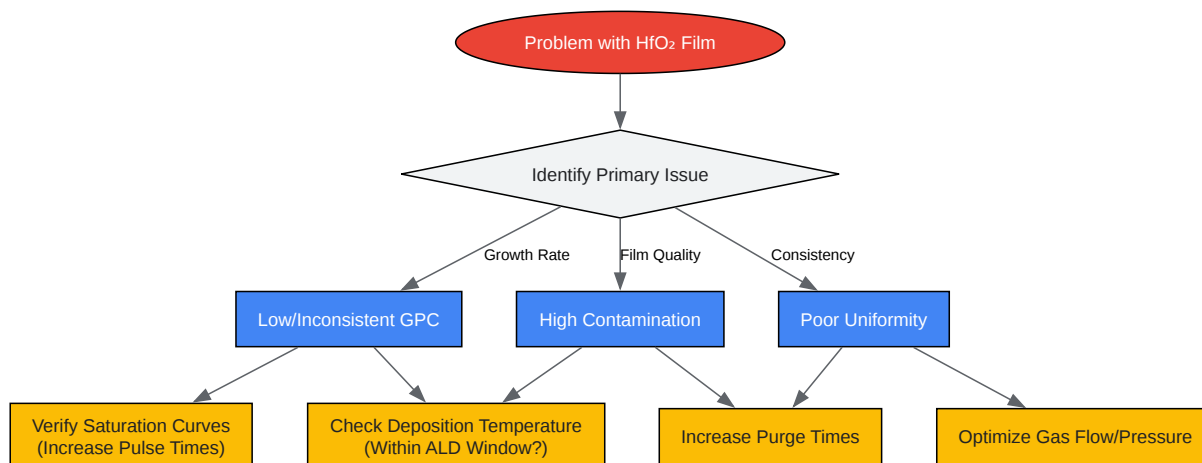 Problem with HfO₂ Film
Identify Primary Issue
Growth Rate
Film Quality
Consistency
Low/Inconsistent GPC
High Contamination
Poor Uniformity
Verify Saturation Curves
(Increase Pulse Times)
Check Deposition Temperature
(Within ALD Window?)
Increase Purge Times
Optimize Gas Flow/Pressure